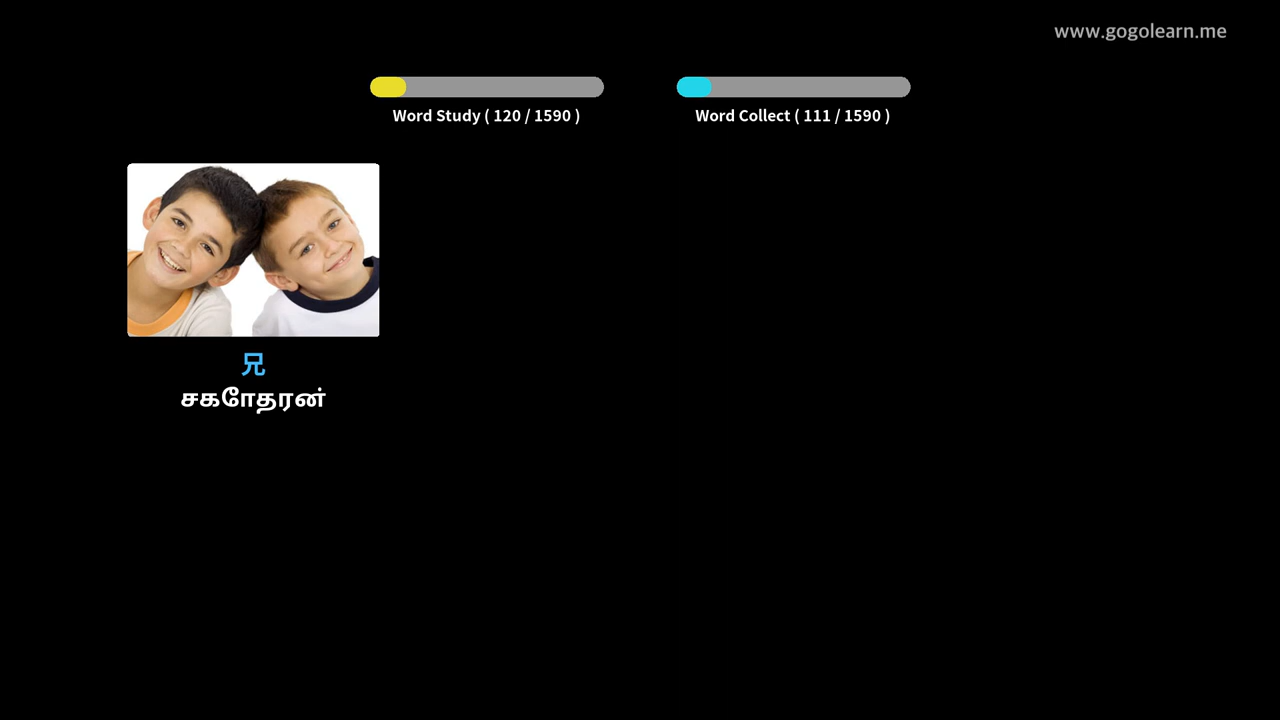 www.gogolearn.me
Word Study ( 120 / 1590 )
Word Collect ( 111 / 1590 )
兄
சகோதரன்